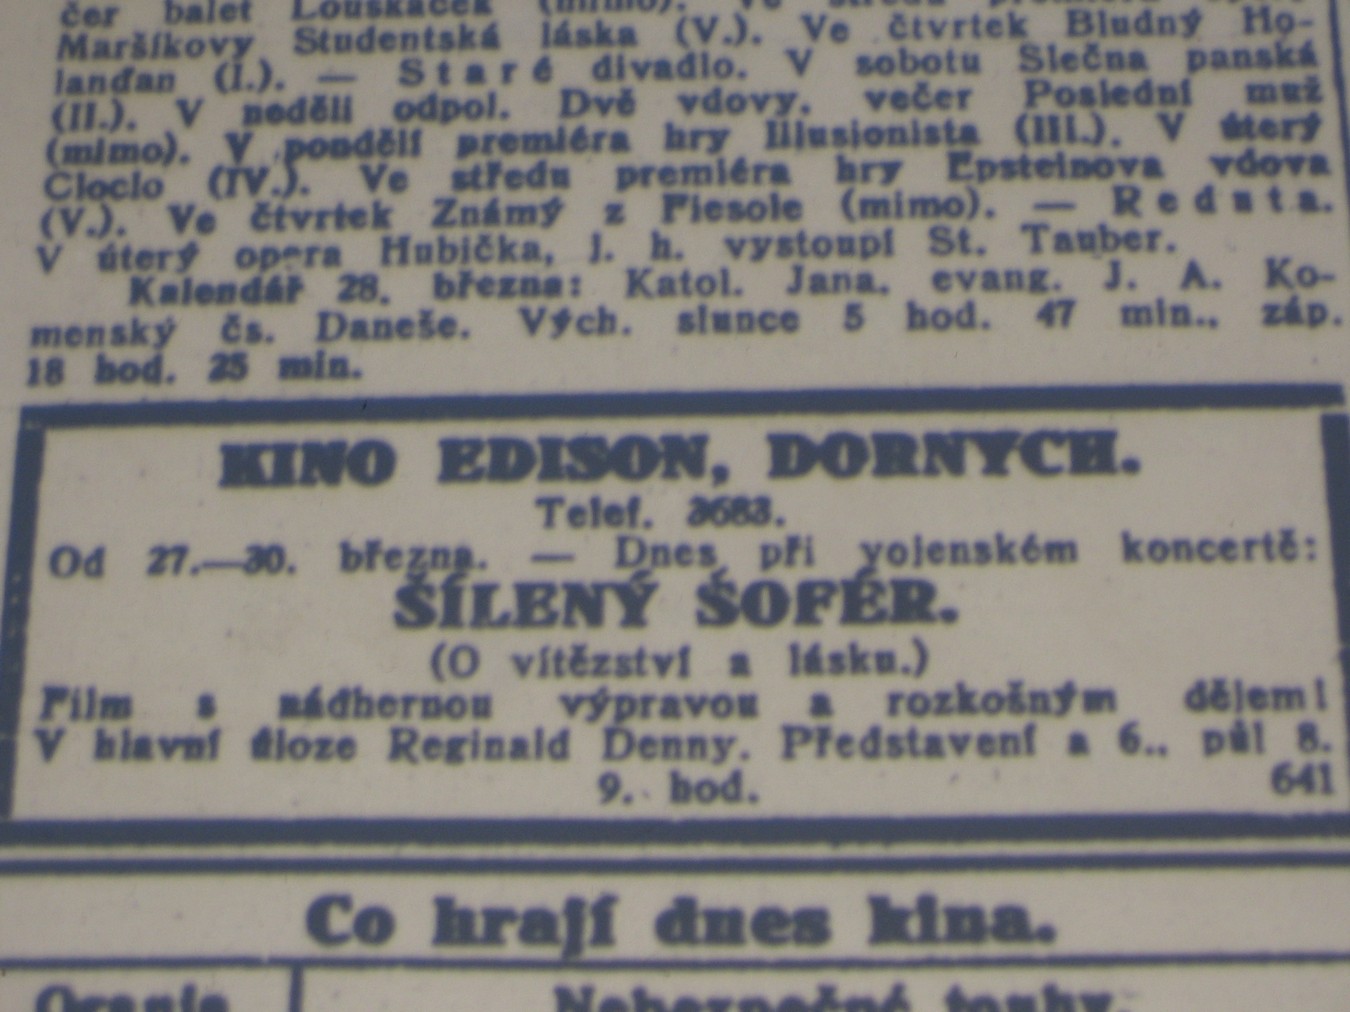 čer balet Louskáček (mimo). Ve středu premiéra
Maršíkovy Studentská láska (V.). Ve čtvrtek Bludný Ho-
lanďan (I.). — Staré divadlo. V sobotu Slečna panská
(II.). V neděli odpol. Dvě vdovy, večer Poslední muž
(mimo). V pondělí premiéra hry Illusionista (III.). V úterý
Cloclo (IV.). Ve středu premiéra hry Epsteinova vdova
(V.). Ve čtvrtek Známý z Fiesole (mimo). — Reduta.
V úterý opera Hubička, j. h. vystoupí St. Tauber.
Kalendář 28. března: Katol. Jana, evang. J. A. Ko-
menský čs. Daneše. Vých. slunce 5 hod. 47 min., záp.
18 hod. 25 min.
KINO EDISON, DORNYCH.
Telef. 3683.
Od 27.—30. března. — Dnes při vojenském koncertě:
ŠÍLENÝ ŠOFÉR.
(O vítězství a lásku.)
Film s nádhernou výpravou a rozkošným dějem!
V hlavní úloze Reginald Denny. Představení a 6., půl 8.
9. hod. 641
Co hrají dnes kina.
Orania Nebezpečné touhy.